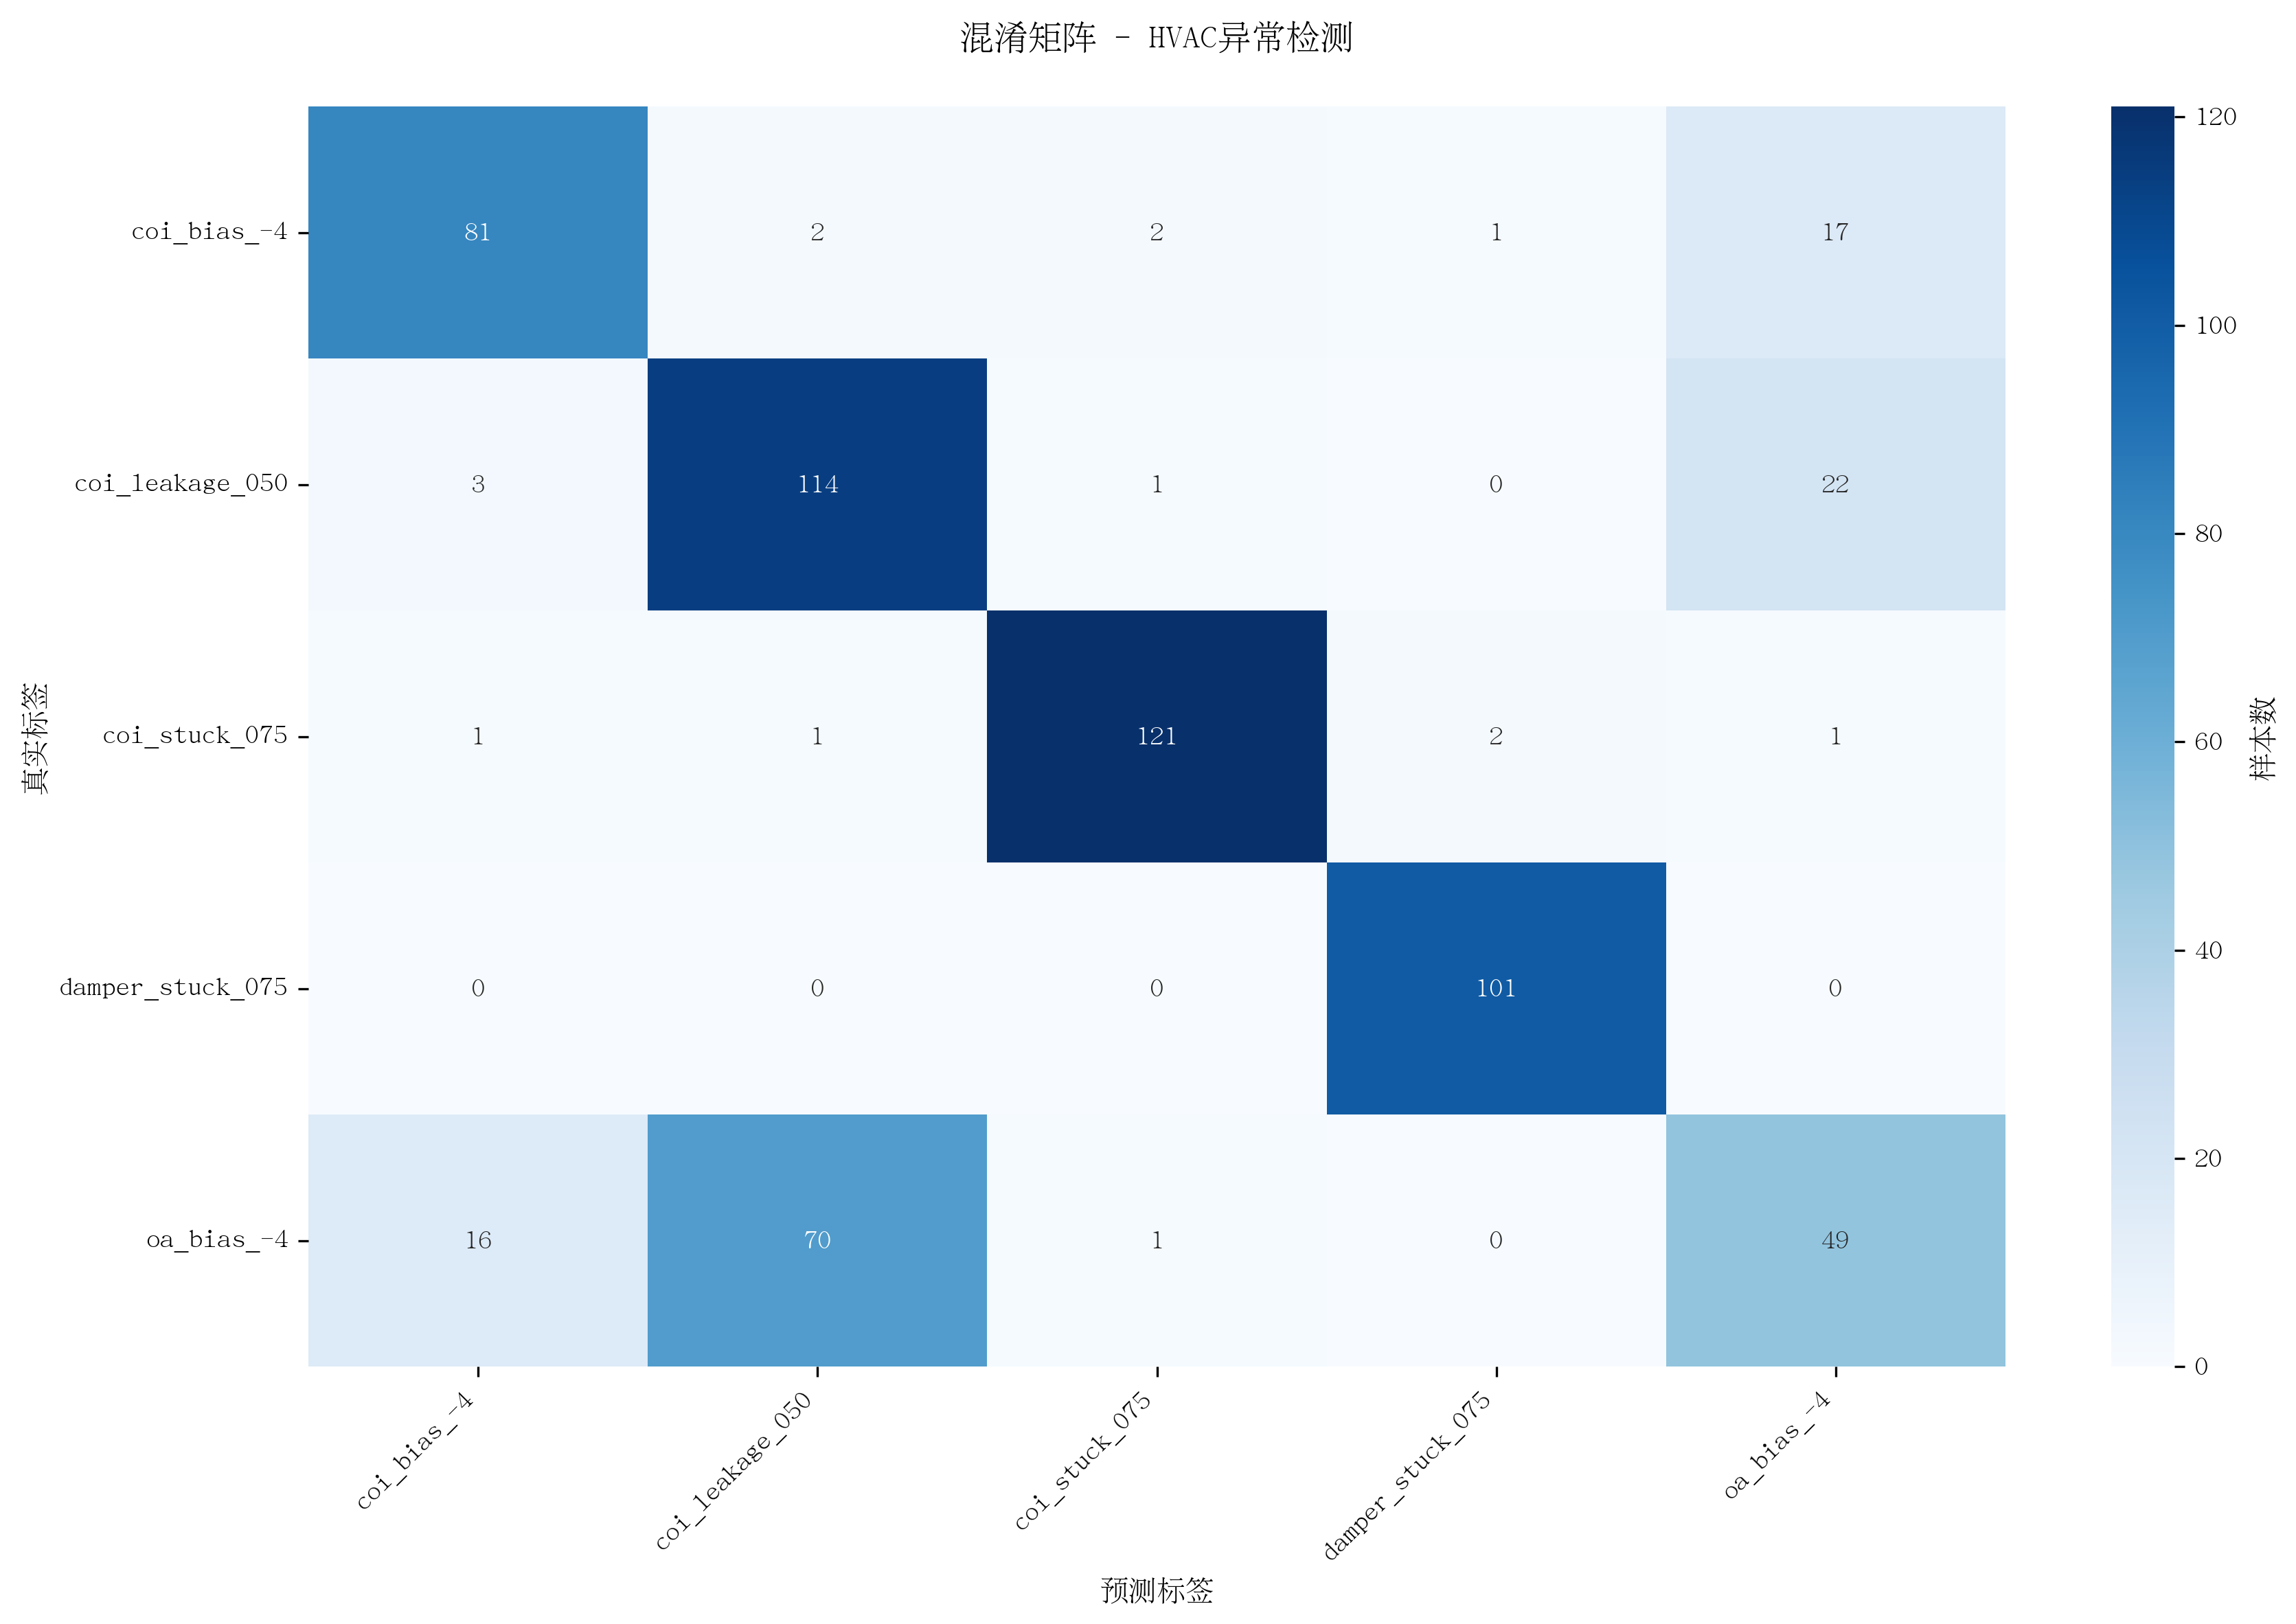 混淆矩阵 - HVAC异常检测
coi_bias_-4
81
2
2
1
17
coi_leakage_050
3
114
1
0
22
coi_stuck_075
1
1
121
2
1
damper_stuck_075
0
0
0
101
0
oa_bias_-4
16
70
1
0
49
真实标签
coi_bias_-4
coi_leakage_050
coi_stuck_075
damper_stuck_075
oa_bias_-4
预测标签
120
100
80
60
40
20
0
样本数